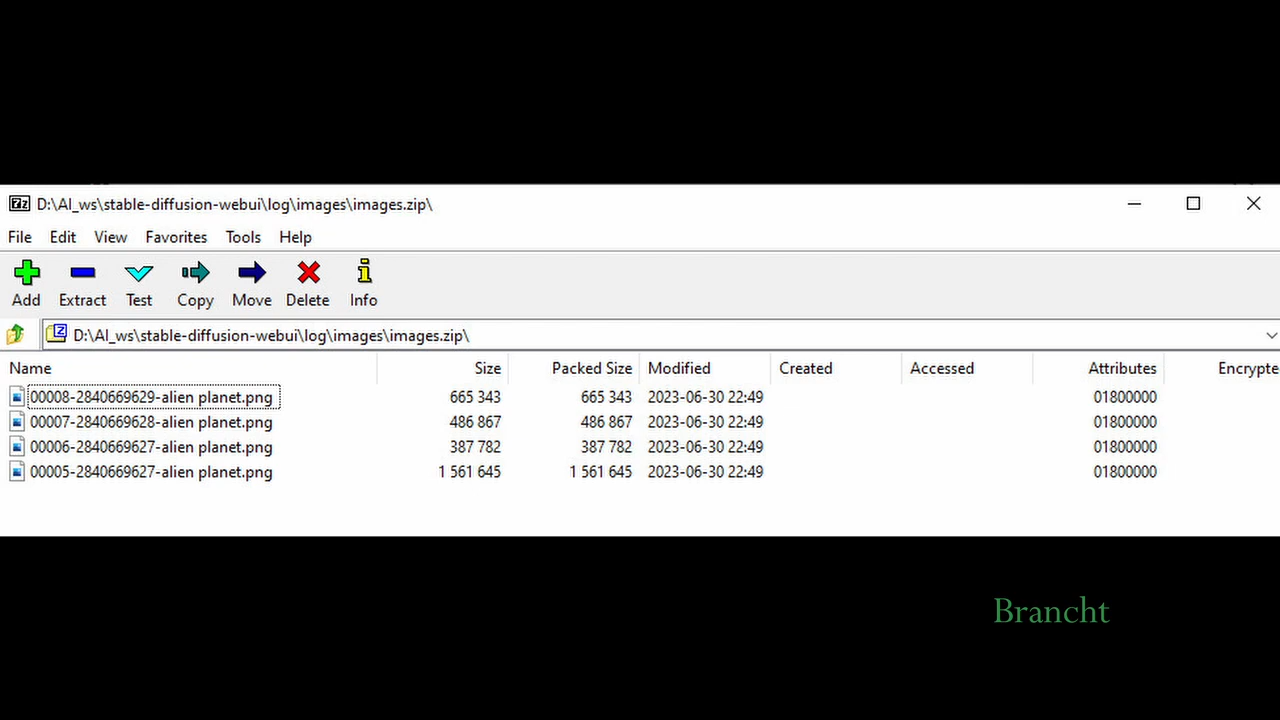 D:\AI_ws\stable-diffusion-webui\log\images\images.zip\
File Edit View Favorites Tools Help
Add Extract Test Copy Move Delete Info
D:\AI_ws\stable-diffusion-webui\log\images\images.zip\
Name Size Packed Size Modified Created Accessed Attributes Encrypte
00008-2840669629-alien planet.png 665 343 665 343 2023-06-30 22:49 01800000
00007-2840669628-alien planet.png 486 867 486 867 2023-06-30 22:49 01800000
00006-2840669627-alien planet.png 387 782 387 782 2023-06-30 22:49 01800000
00005-2840669627-alien planet.png 1 561 645 1 561 645 2023-06-30 22:49 01800000
Brancht